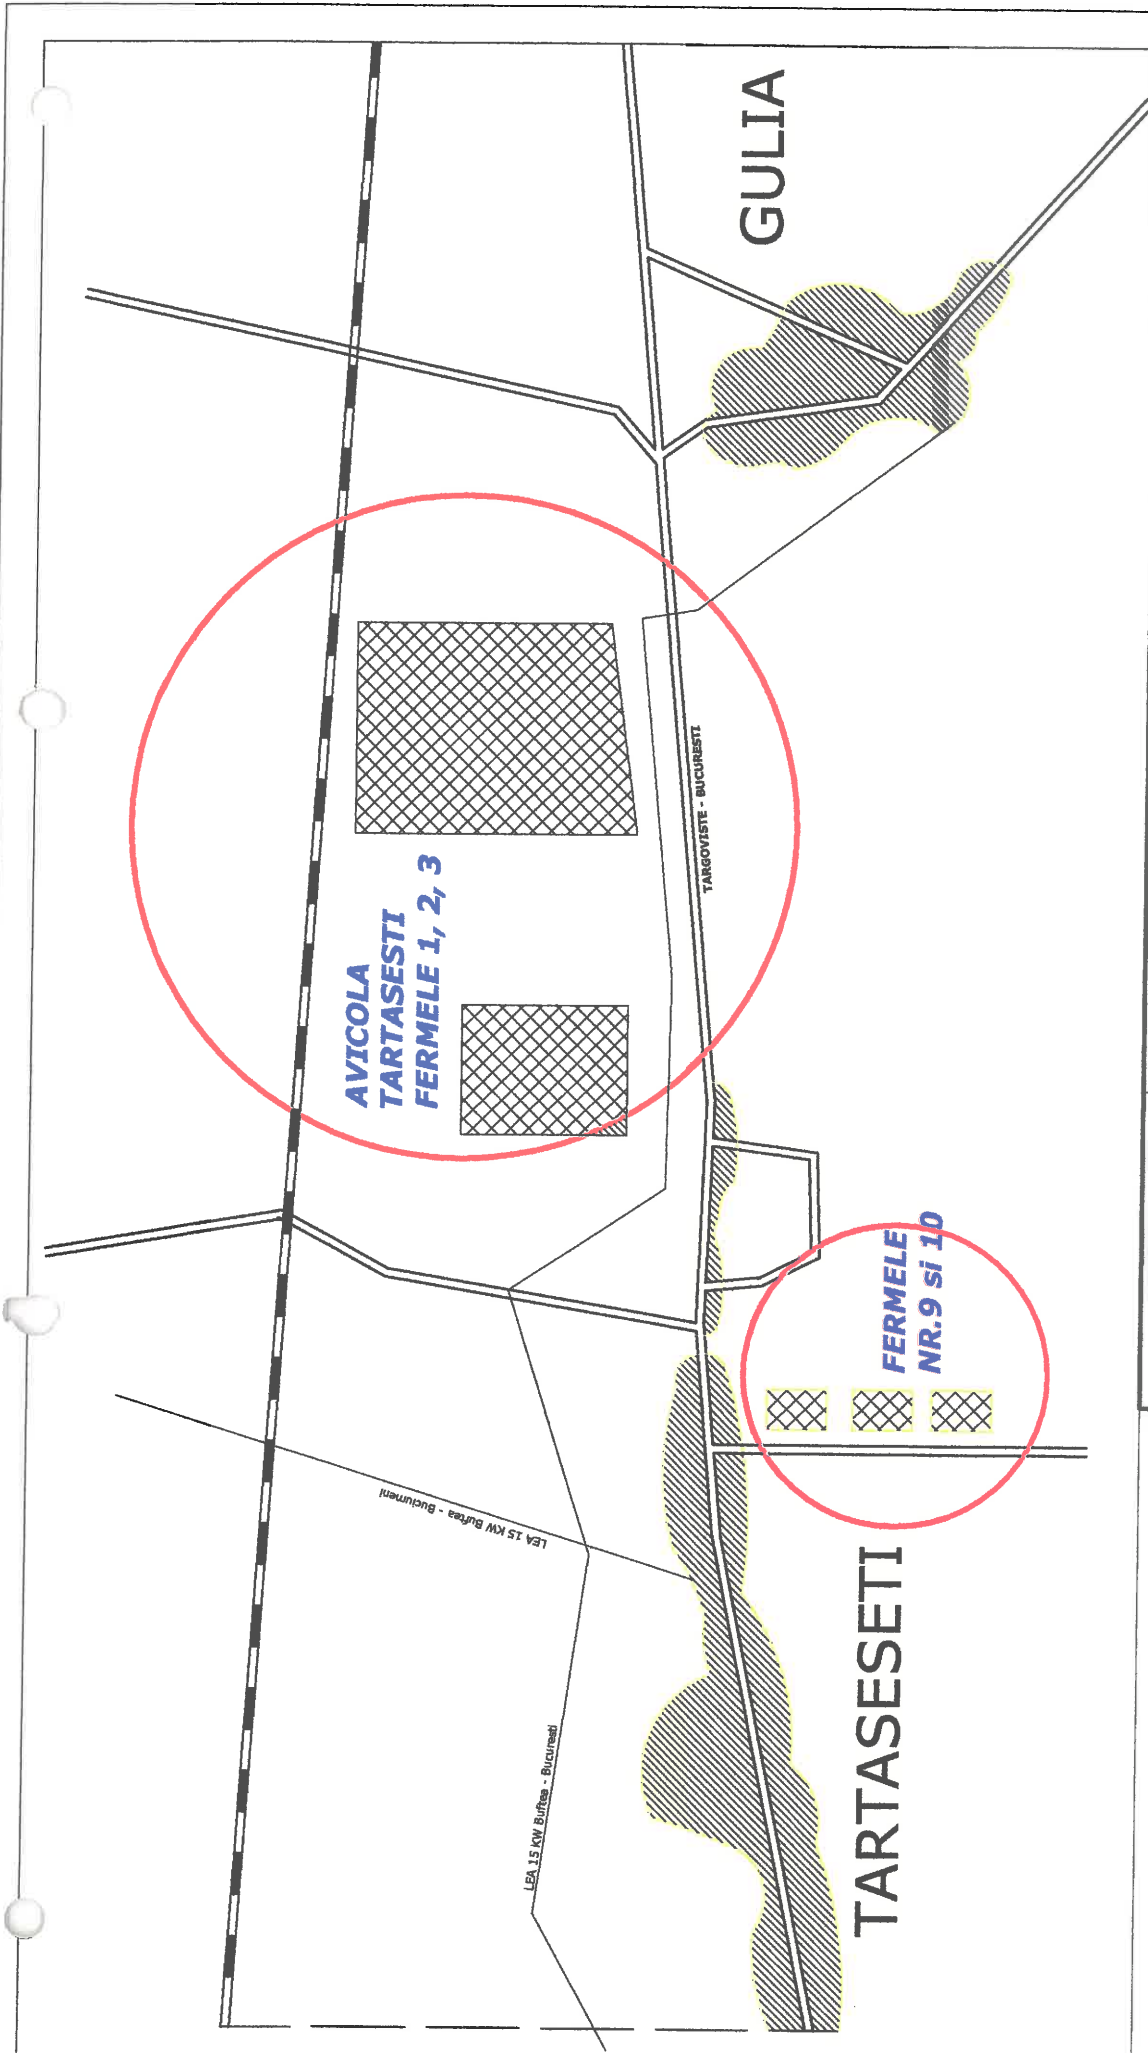 GULIA
TARGOVISTE - BUCURESTI
AVICOLA
TARTASESTI
FERMELE 1, 2, 3
FERMELE
NR.9 si 10
LEA 15 KW Buftea - Buciumeni
LEA 15 KW Buftea - Bucuresti
TARTASESETI